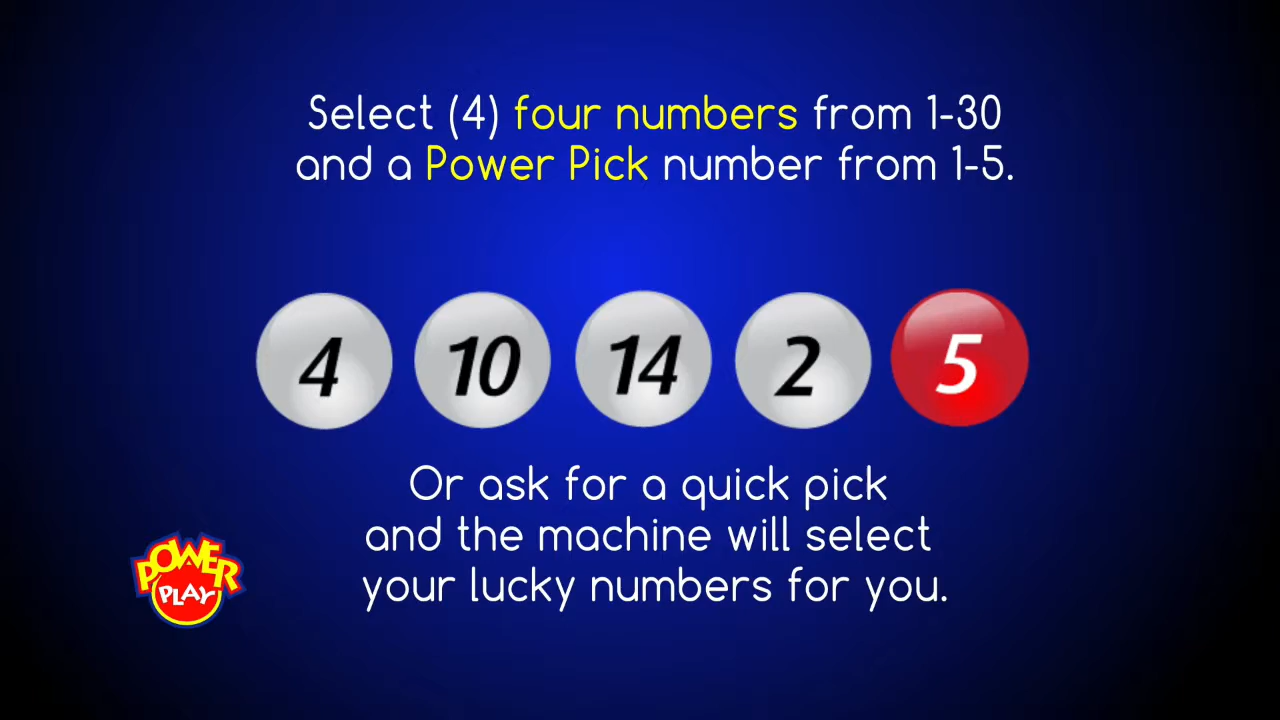 Select (4) four numbers from 1-30
and a Power Pick number from 1-5.
4 10 14 2 5
Or ask for a quick pick
and the machine will select
your lucky numbers for you.
POWER
PLAY